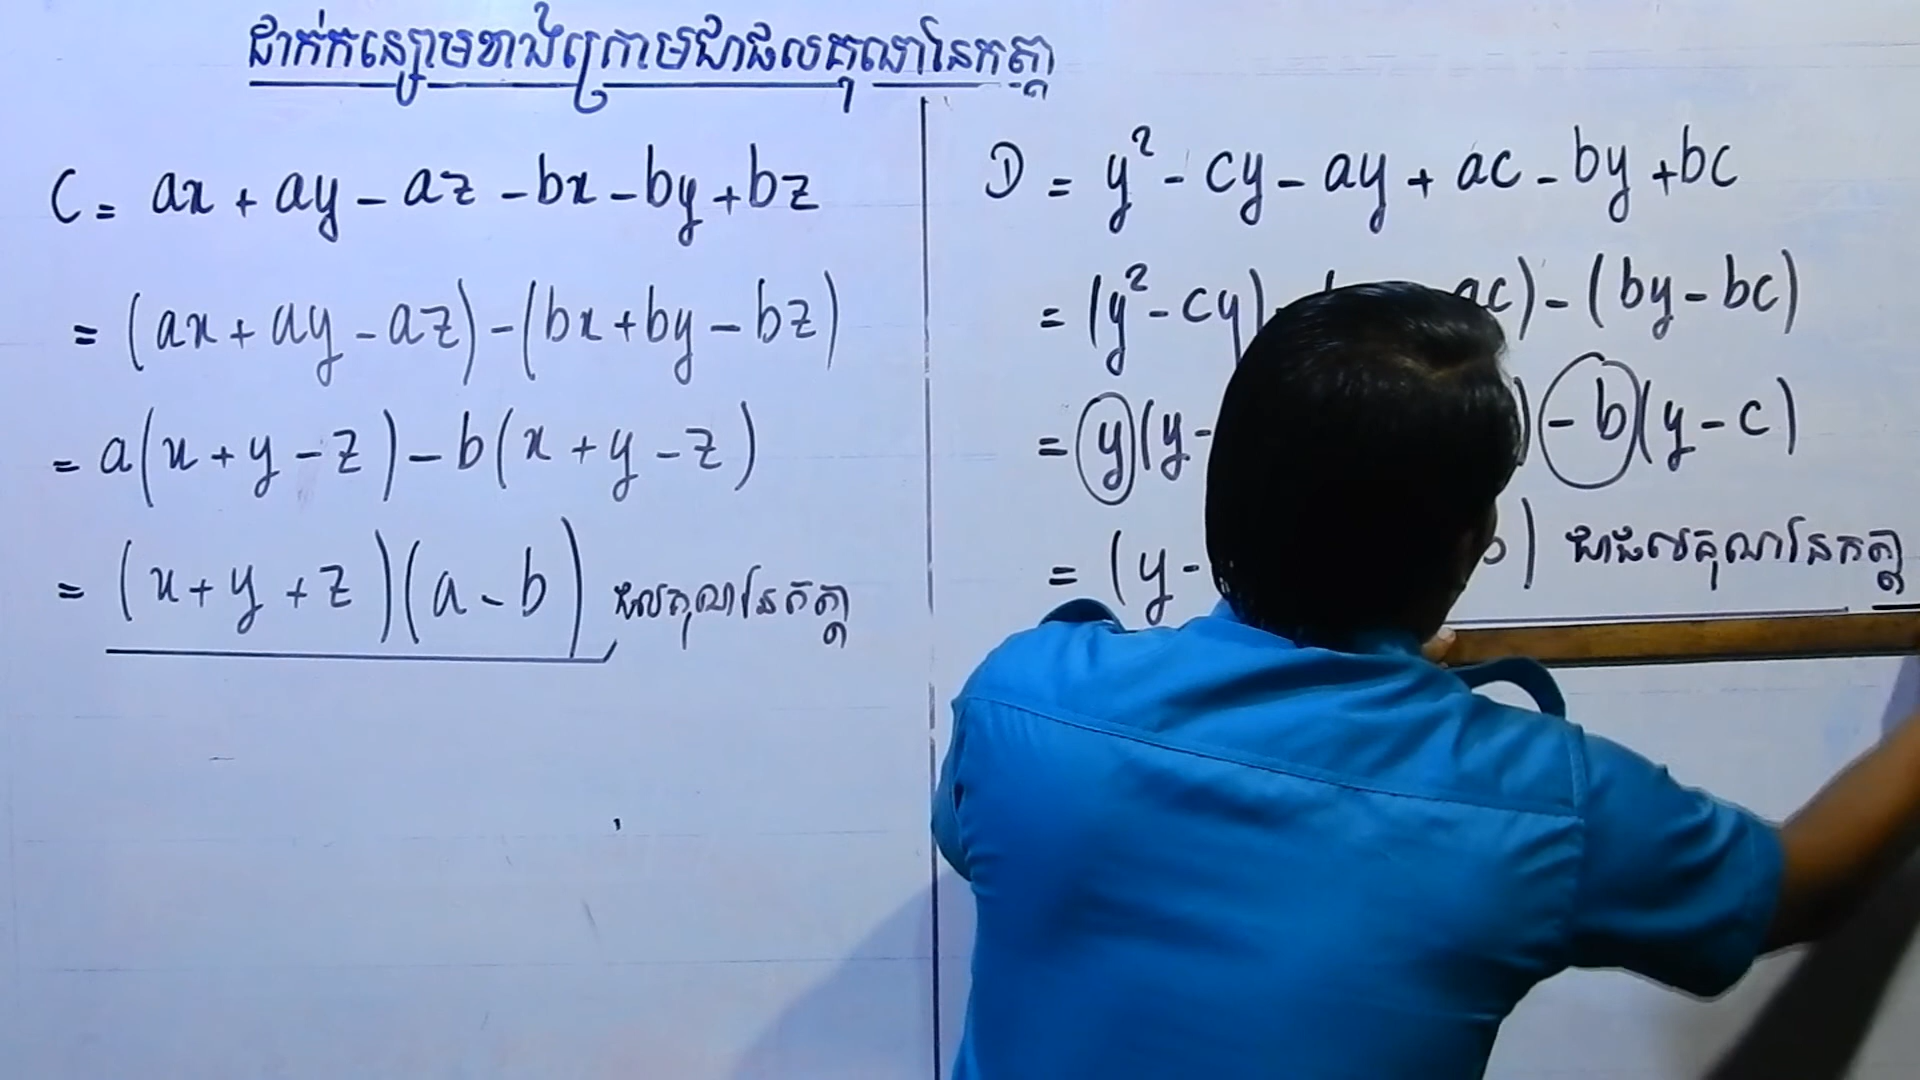 ដាក់កន្សោមខាងក្រោមជាផលគុណនៃកត្តា
C = ax + ay - az - bx - by + bz
= (ax + ay - az) - (bx + by - bz)
= a(x + y - z) - b(x + y - z)
= (x + y + z)(a - b) ផលគុណនៃកត្តា
D = y² - cy - ay + ac - by + bc
= (y² - cy) - ac) - (by - bc)
= y(y - ) - b(y - c)
= (y - ) ជាផលគុណនៃកត្តា